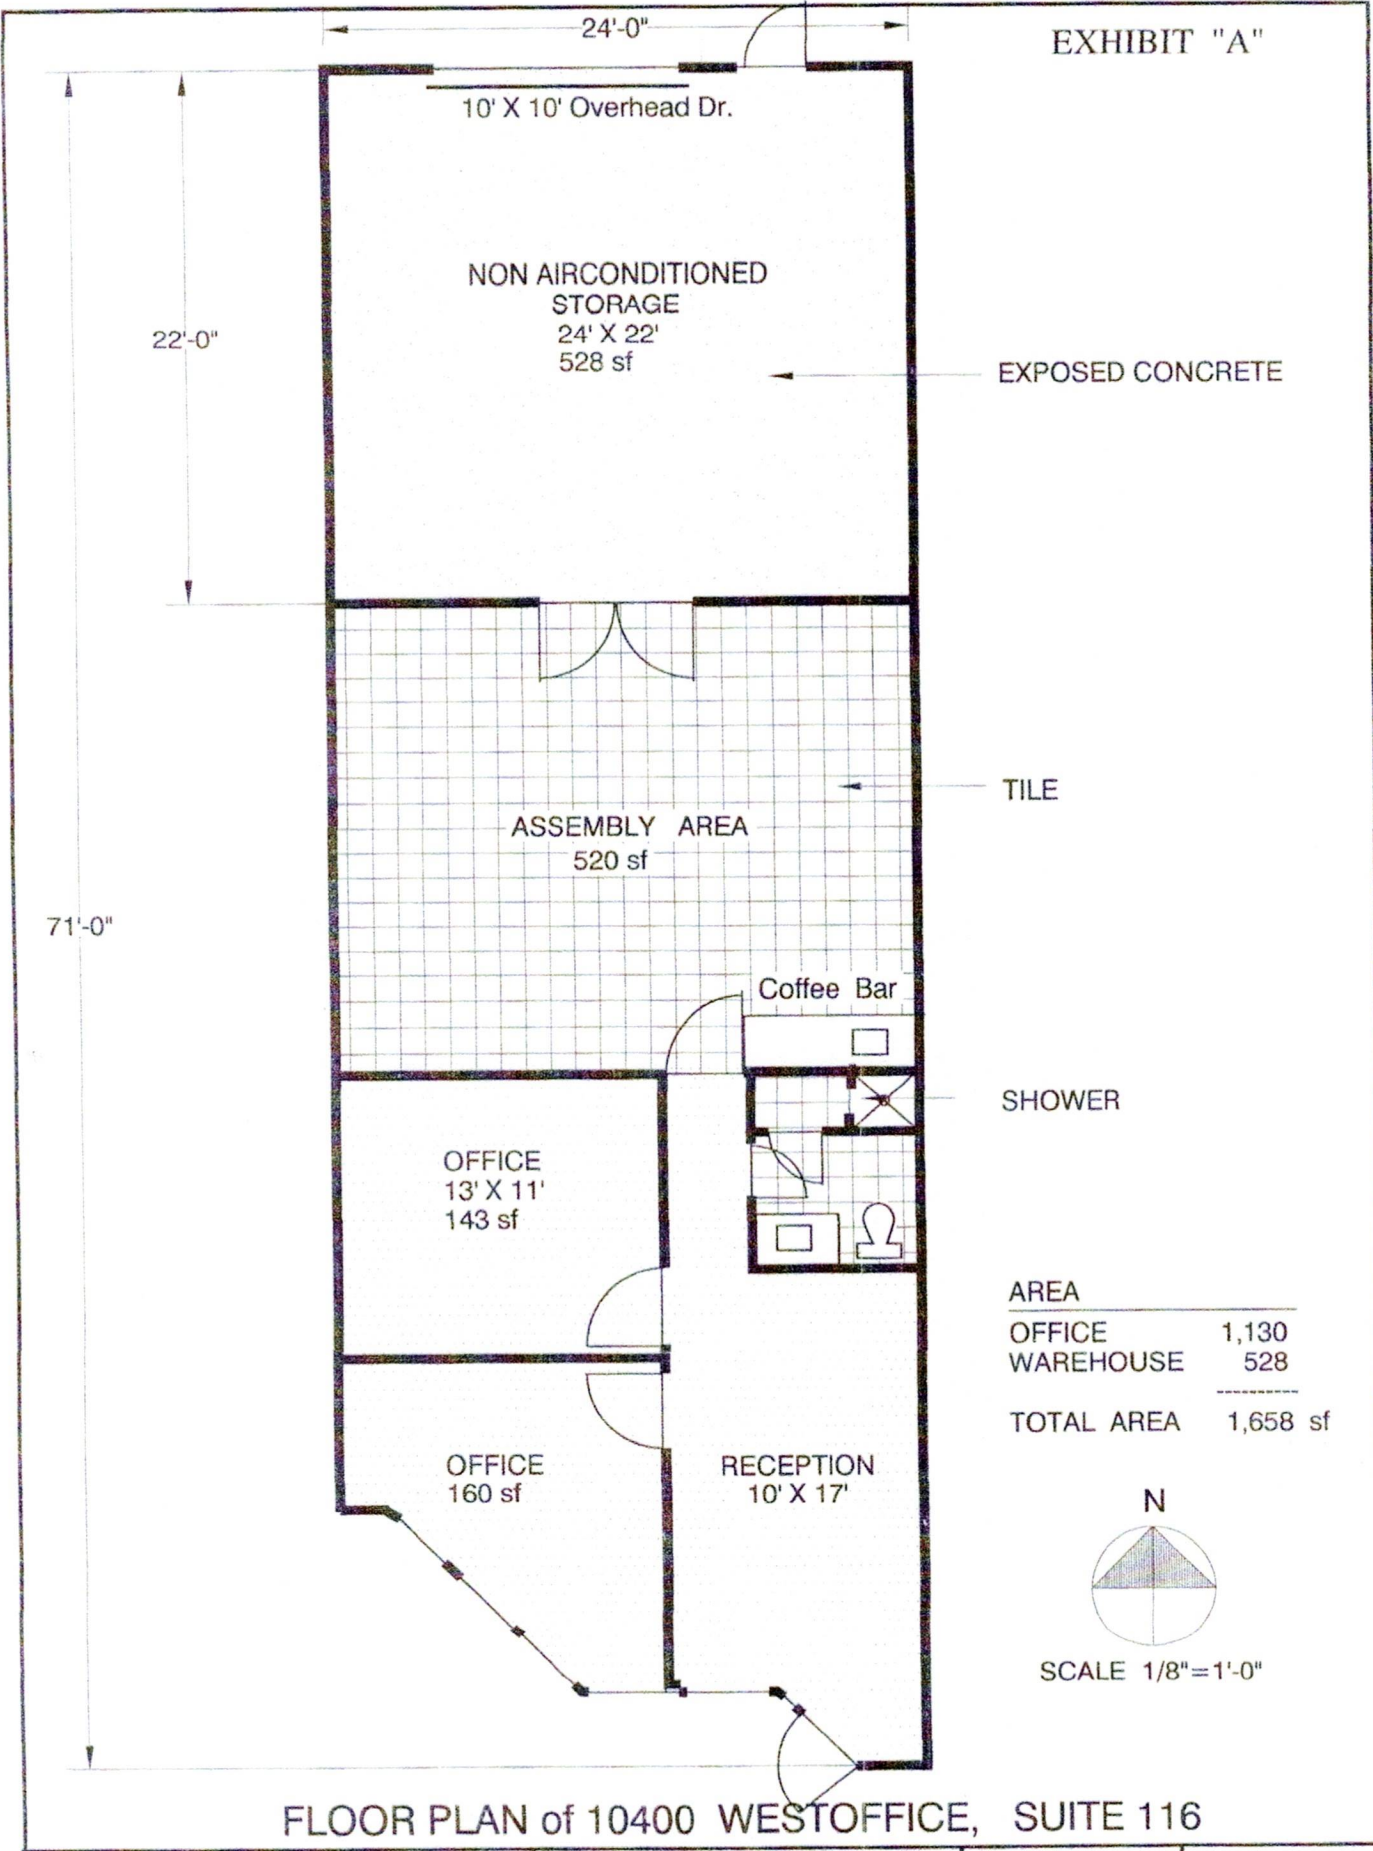 24'-0"
EXHIBIT "A"
10' X 10' Overhead Dr.
NON AIRCONDITIONED
STORAGE
24' X 22'
528 sf
22'-0"
EXPOSED CONCRETE
TILE
ASSEMBLY AREA
520 sf
71'-0"
Coffee Bar
SHOWER
OFFICE
13' X 11'
143 sf
AREA
OFFICE 1,130
WAREHOUSE 528
----------
TOTAL AREA 1,658 sf
OFFICE
160 sf
RECEPTION
10' X 17'
N
SCALE 1/8"=1'-0"
FLOOR PLAN of 10400 WESTOFFICE, SUITE 116